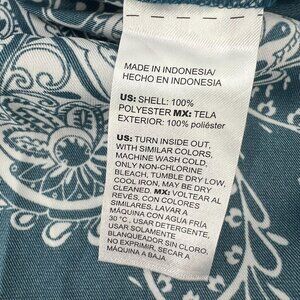 MADE IN INDONESIA/
HECHO EN INDONESIA
US: SHELL: 100%
POLYESTER MX: TELA
EXTERIOR: 100% poliéster
US: TURN INSIDE OUT,
WITH SIMILAR COLORS,
MACHINE WASH COLD,
ONLY NON-CHLORINE
BLEACH, TUMBLE DRY LOW,
COOL IRON, MAY BE DRY
CLEANED. MX: VOLTEAR AL
REVÉS, CON COLORES
SIMILARES, LAVAR A
MÁQUINA CON AGUA FRÍA
30 °C , USAR DETERGENTE,
USAR SOLAMENTE
BLANQUEADOR SIN CLORO,
NO EXPRIMIR, SECAR A
MÁQUINA A BAJA